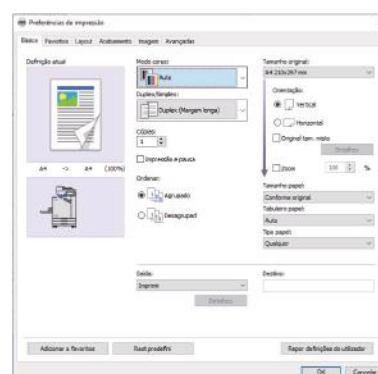 Preferências de impressão
Básico Favoritos Layout Acabamento Imagem Avançadas
Definição atual
A4 -> A4 (100%)
Modo cores:
Auto
Duplex/Simplex:
Duplex (Margem longa)
Cópias:
1
Impressão e pausa
Ordenar:
Agrupado
Desagrupad
Tamanho original:
A4 210x297 mm
Orientação:
Vertical
Horizontal
Original tam. misto
Detalhes
Zoom 100 %
Tamanho papel:
Conforme original
Tabuleiro papel:
Auto
Tipo papel:
Qualquer
Saída:
Imprimir
Detalhes
Destino:
Adicionar a favoritos
Rest predefini
Repor definições do utilizador
OK
Cancelar